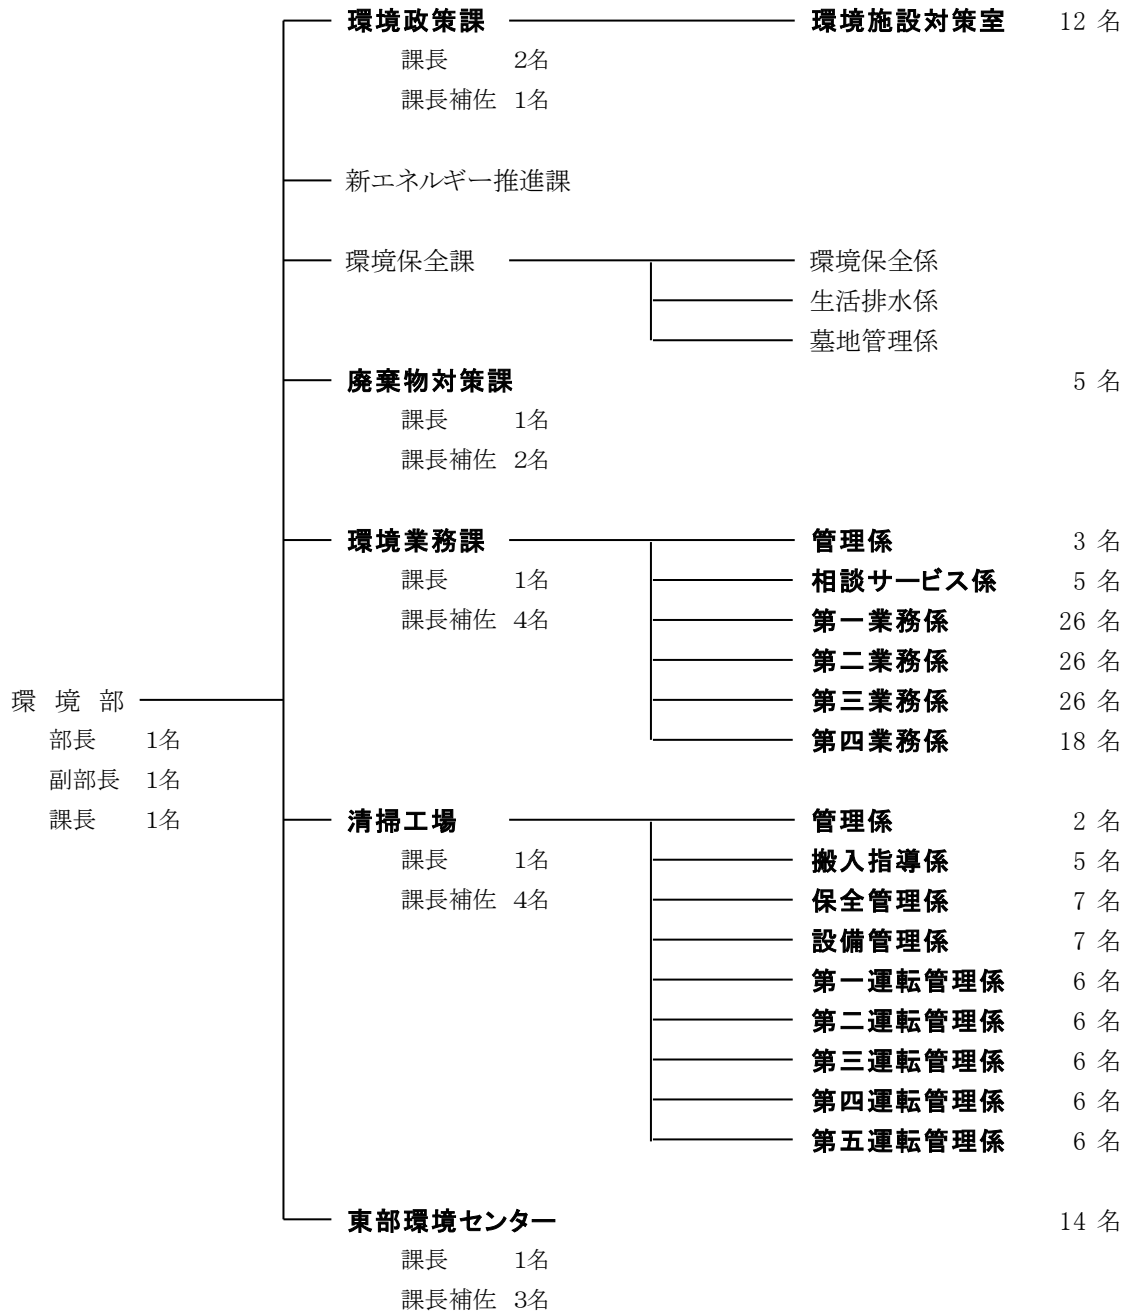 環境政策課 環境施設対策室 12 名
課長 2名
課長補佐 1名
新エネルギー推進課
環境保全課 環境保全係
生活排水係
墓地管理係
廃棄物対策課 5 名
課長 1名
課長補佐 2名
環境業務課 管理係 3 名
課長 1名 相談サービス係 5 名
課長補佐 4名 第一業務係 26 名
第二業務係 26 名
環 境 部 第三業務係 26 名
部長 1名 第四業務係 18 名
副部長 1名
課長 1名 清掃工場 管理係 2 名
課長 1名 搬入指導係 5 名
課長補佐 4名 保全管理係 7 名
設備管理係 7 名
第一運転管理係 6 名
第二運転管理係 6 名
第三運転管理係 6 名
第四運転管理係 6 名
第五運転管理係 6 名
東部環境センター 14 名
課長 1名
課長補佐 3名